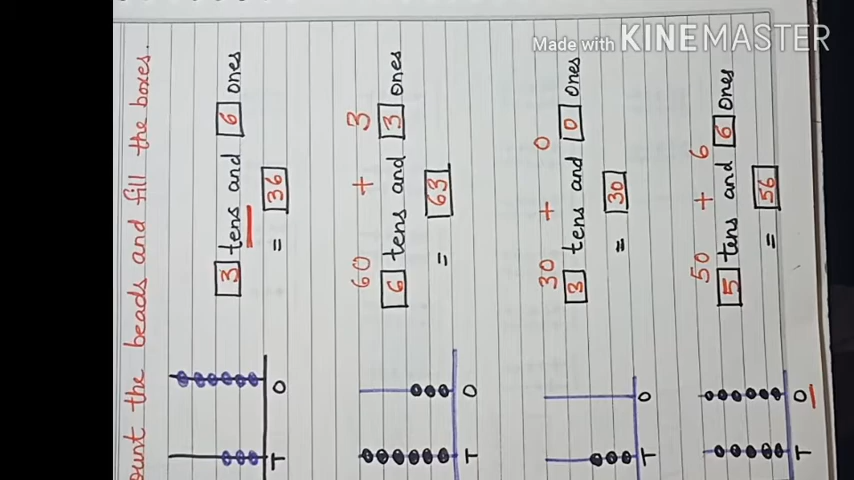 Made with KINEMASTER
ount the beads and fill the boxes.
3 tens and 6 ones
= 36
T O
60 + 3
6 tens and 3 ones
= 63
T O
30 + 0
3 tens and 0 ones
= 30
T O
50 + 6
5 tens and 6 ones
= 56
T O